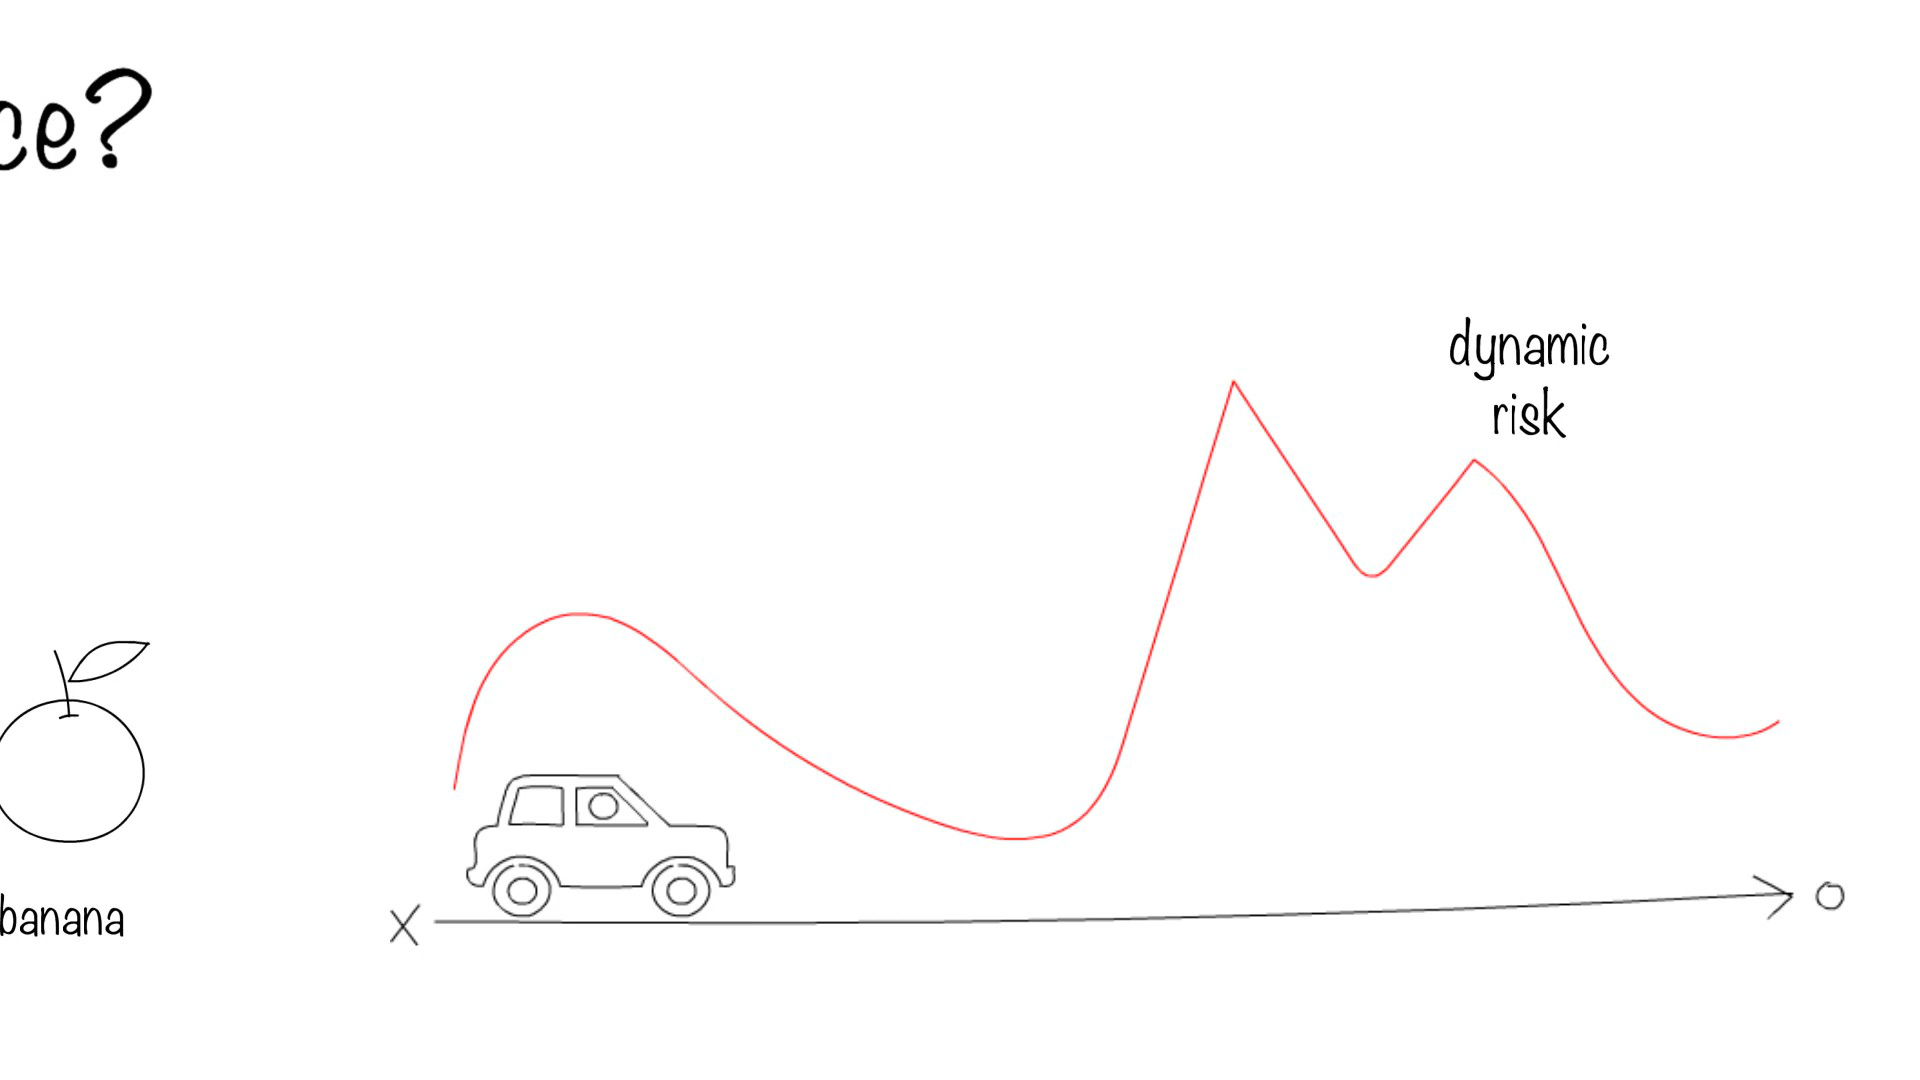 ce?
dynamic
risk
banana
X
O